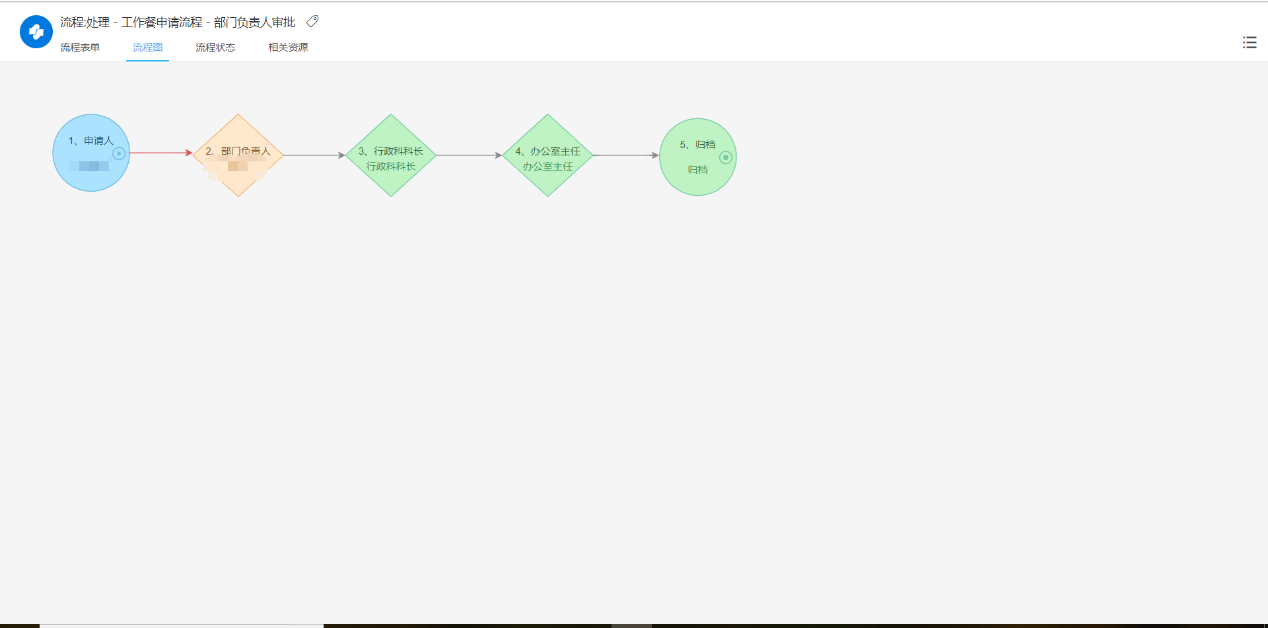 流程:处理 - 工作餐申请流程 - 部门负责人审批
流程表单 流程图 流程状态 相关资源
1、申请人
2、部门负责人
3、行政科科长
行政科科长
4、办公室主任
办公室主任
5、归档
归档